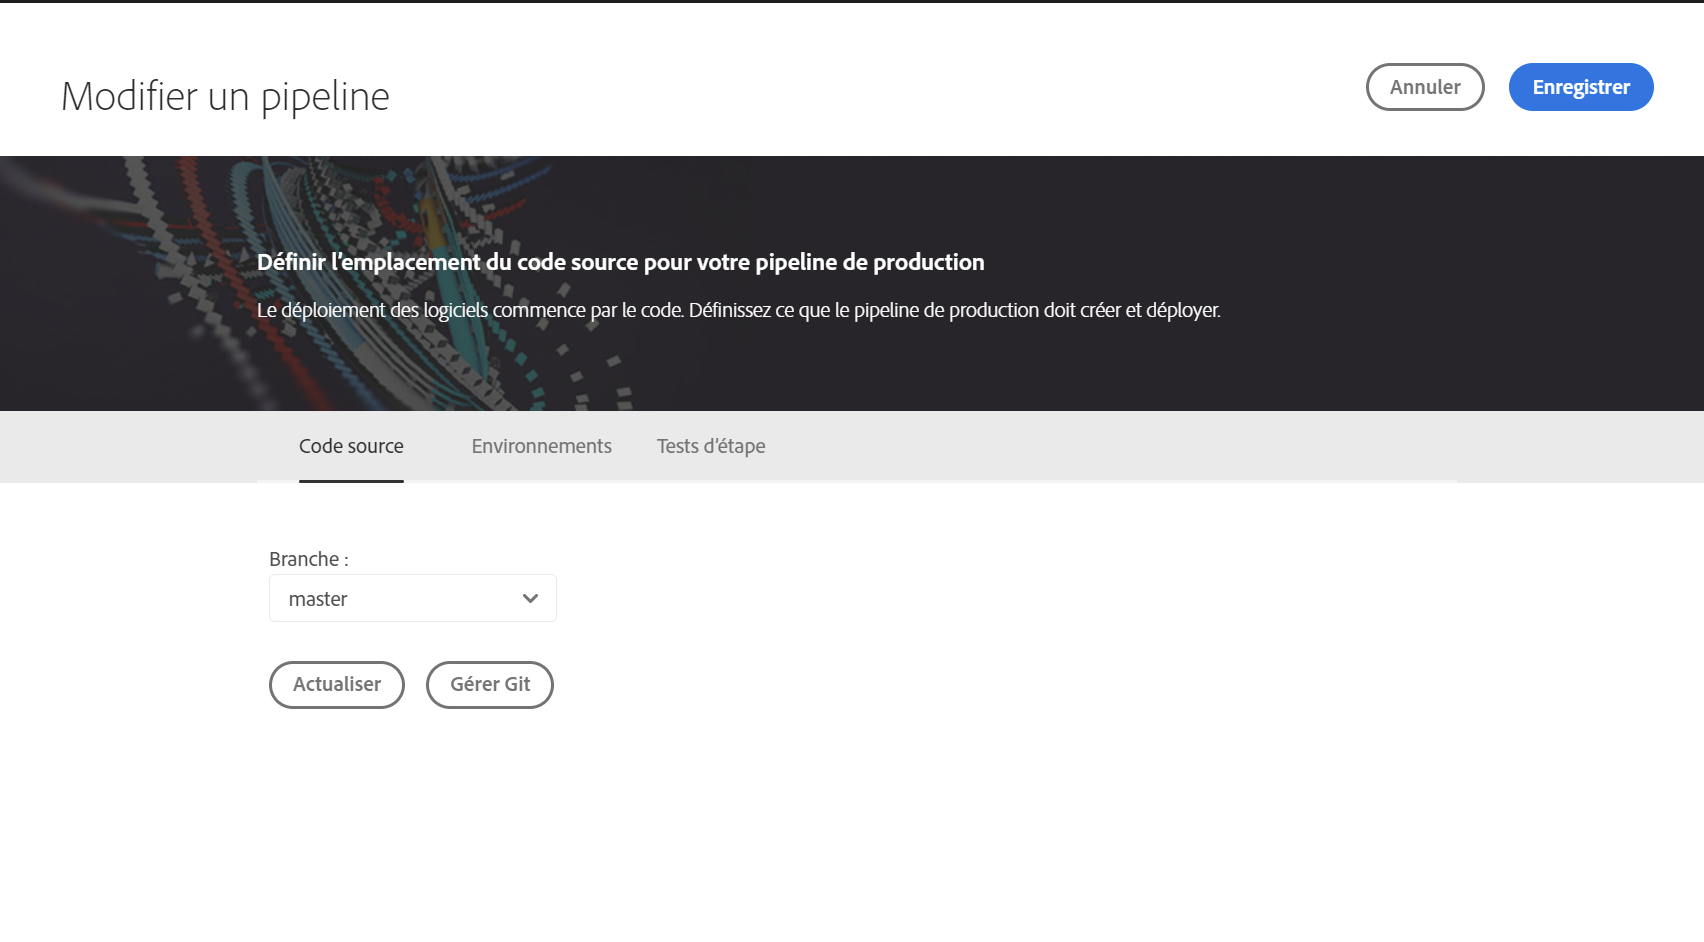 Modifier un pipeline
Annuler
Enregistrer
Définir l’emplacement du code source pour votre pipeline de production
Le déploiement des logiciels commence par le code. Définissez ce que le pipeline de production doit créer et déployer.
Code source
Environnements
Tests d’étape
Branche :
master
Actualiser
Gérer Git